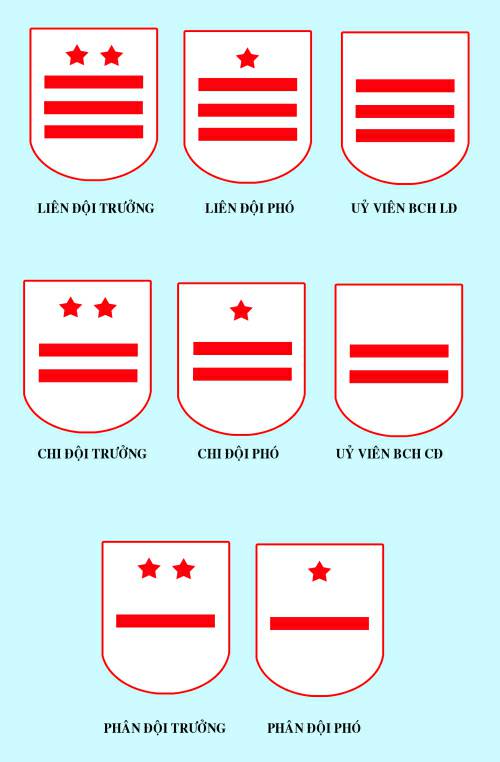 LIÊN ĐỘI TRƯỞNG LIÊN ĐỘI PHÓ UỶ VIÊN BCH LĐ
CHI ĐỘI TRƯỞNG CHI ĐỘI PHÓ UỶ VIÊN BCH CĐ
PHÂN ĐỘI TRƯỞNG PHÂN ĐỘI PHÓ